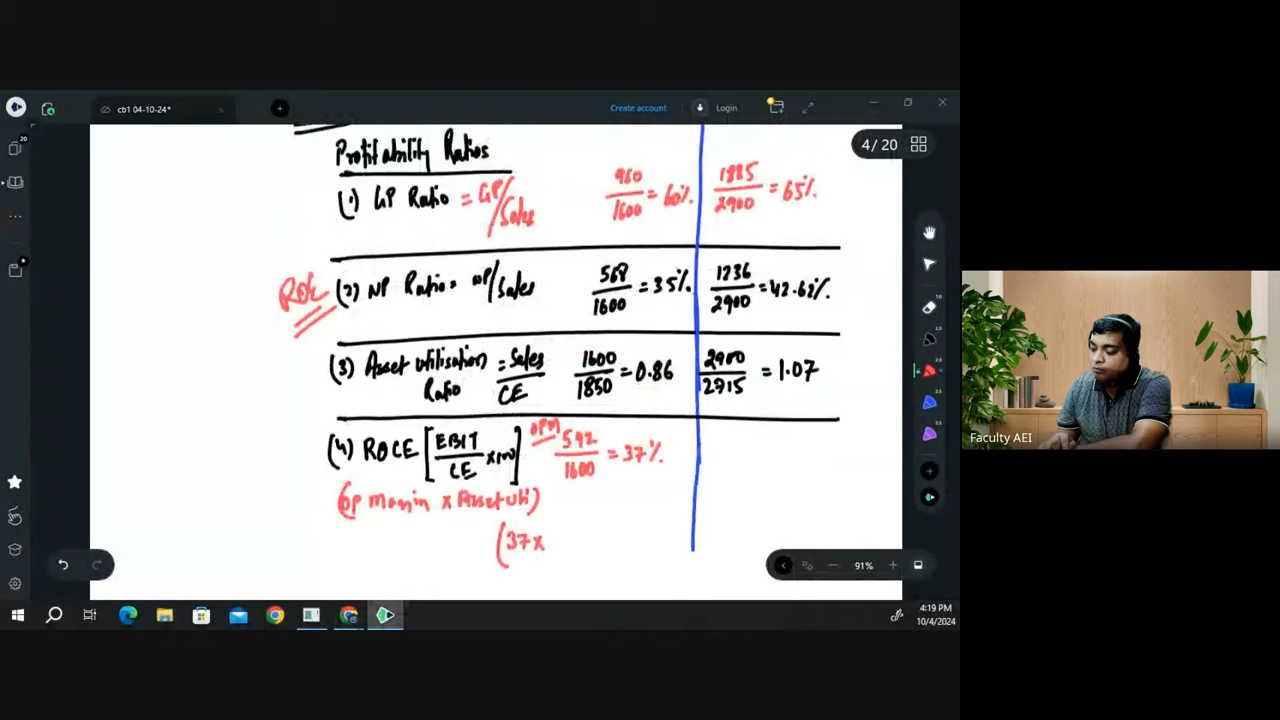 cb1 04-10-24*
Create account
Login
20
4/ 20
Profitability Ratios
(1) GP Ratio = GP/Sales 960/1600 = 60%. 1885/2900 = 65%.
ROE (2) NP Ratio = NP/Sales 568/1600 = 35% 1236/2900 = 42.62%.
(3) Asset utilisation Ratio = Sales/CE 1600/1850 = 0.86 2900/2715 = 1.07
(4) ROCE [EBIT/CE x100] OPM 592/1600 = 37%
(OP Margin x Asset Uti)
(37x
91%
Faculty AEI
4:19 PM
10/4/2024